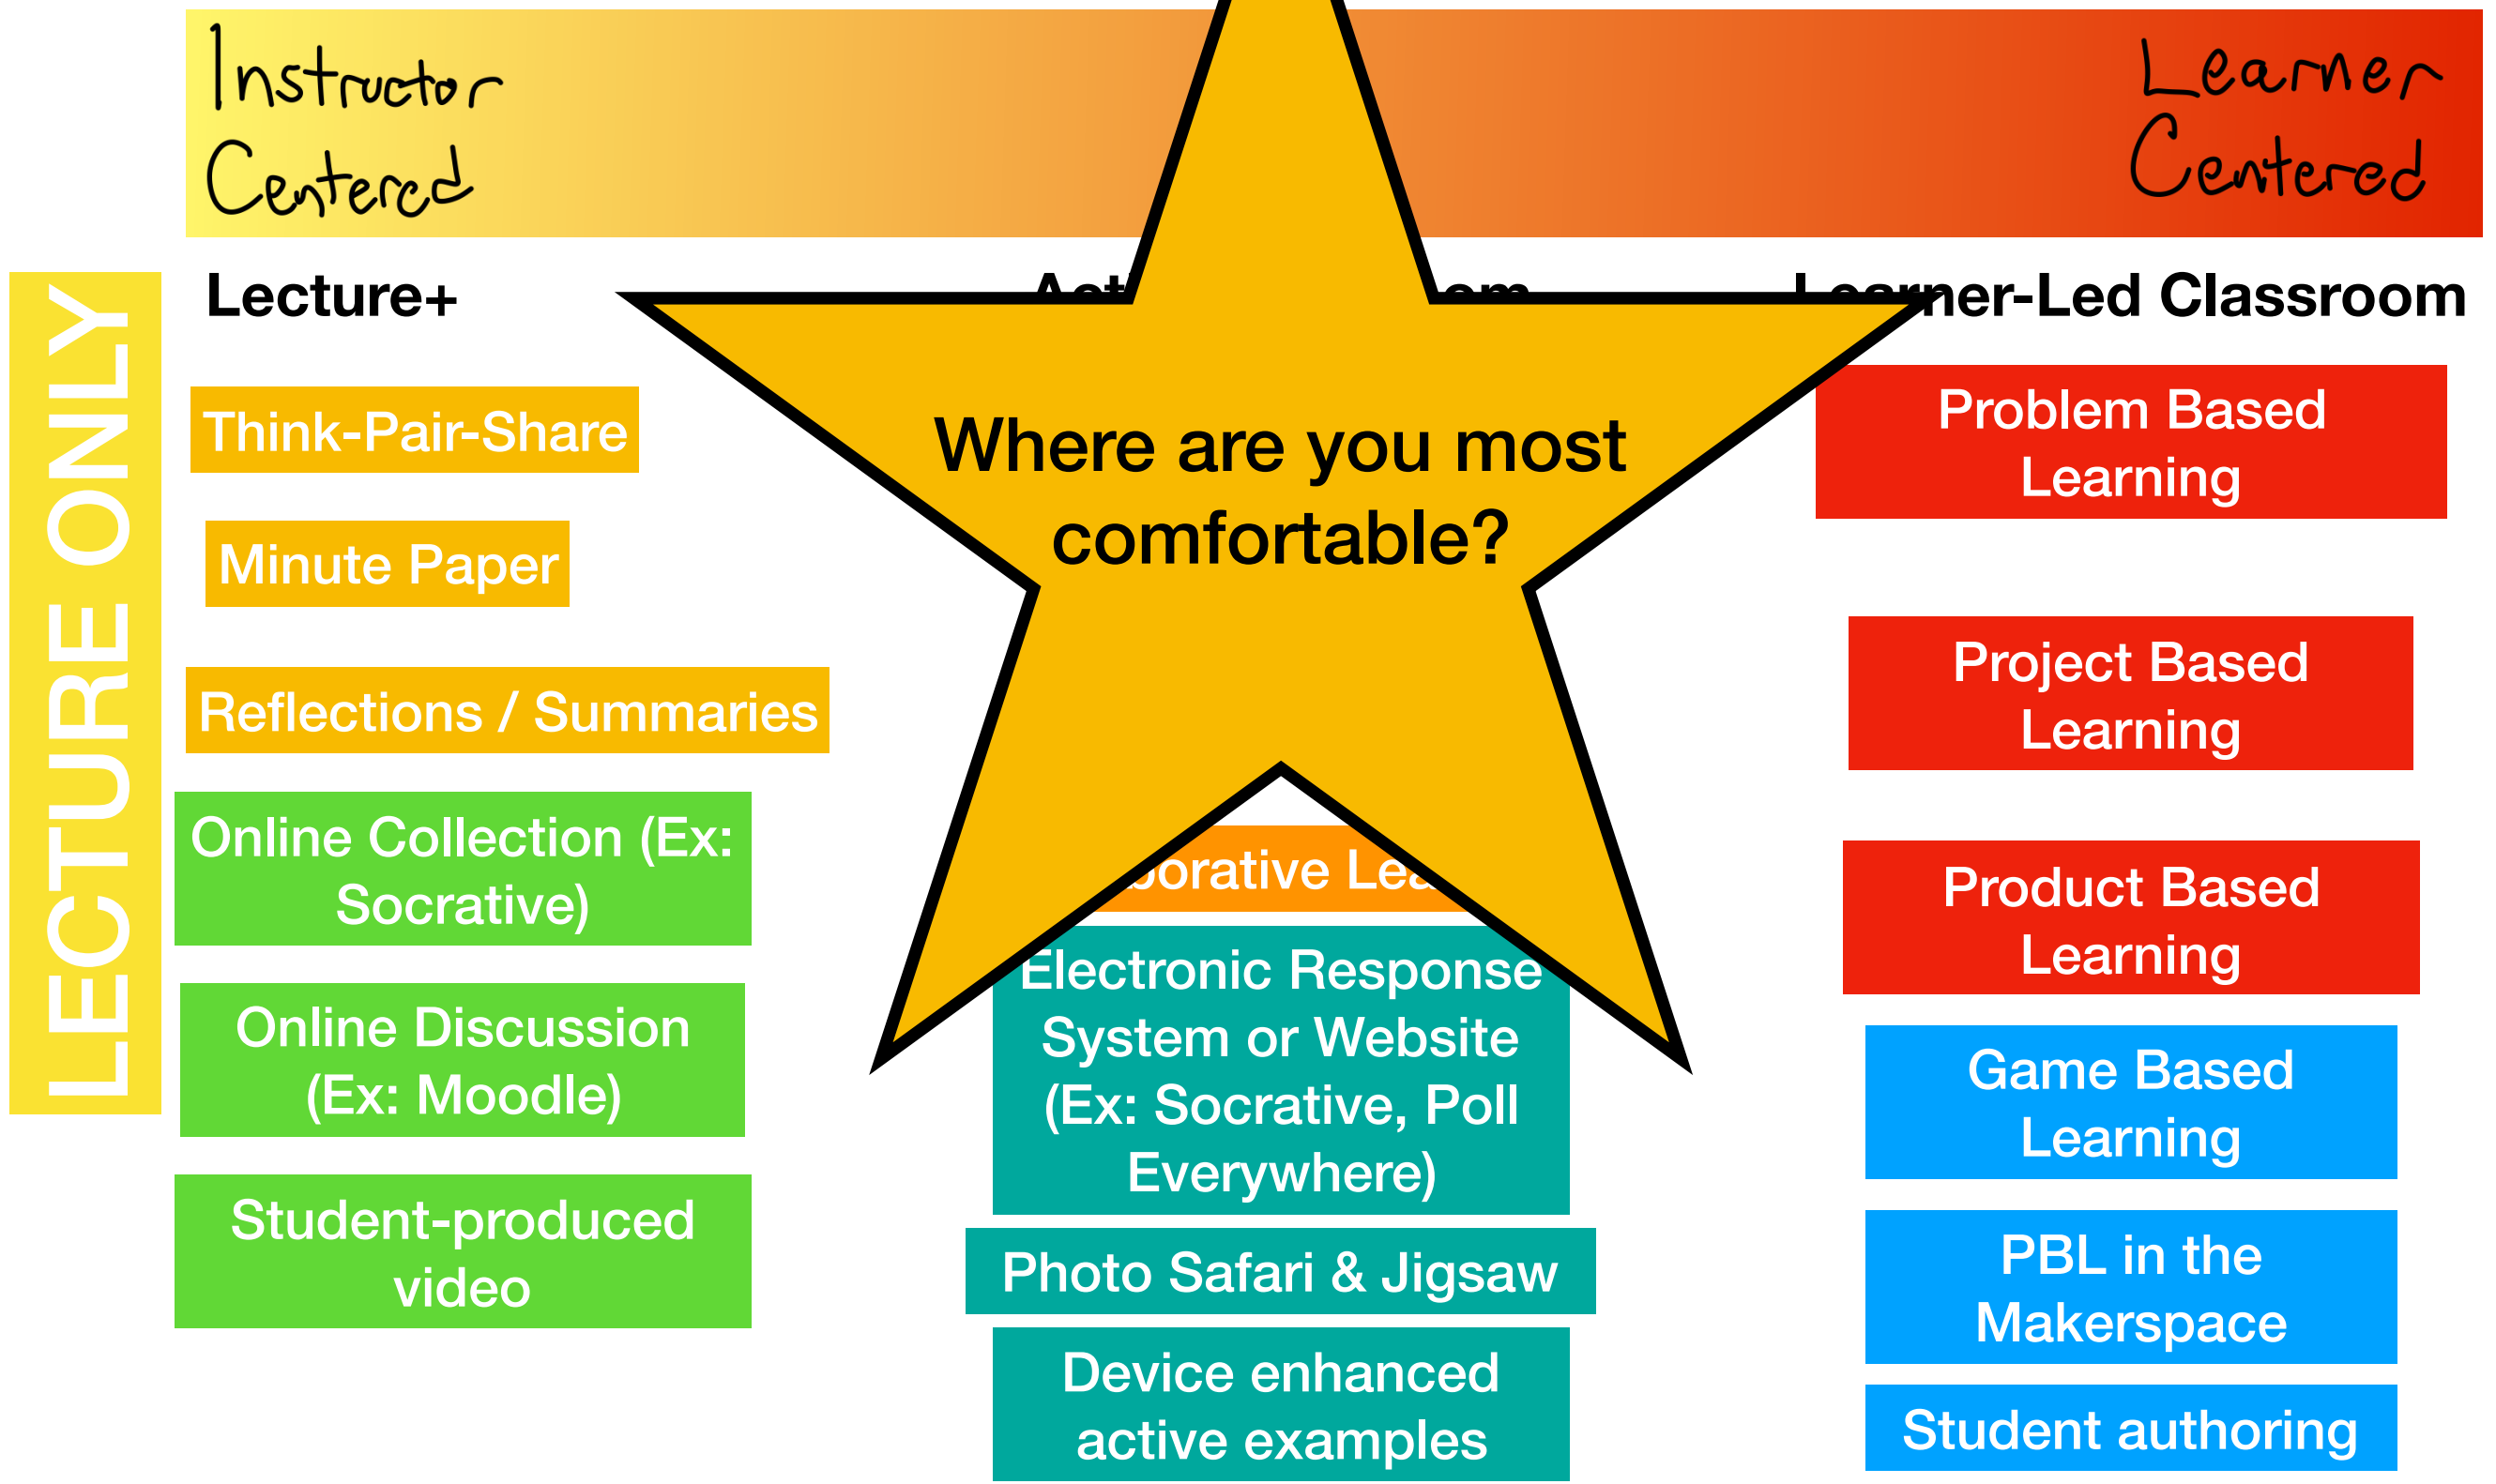 Instructor
Centered
Learner
Centered
LECTURE ONLY
Lecture+
Learner-Led Classroom
Think-Pair-Share
Minute Paper
Reflections / Summaries
Online Collection (Ex:
Socrative)
Online Discussion
(Ex: Moodle)
Student-produced
video
Where are you most
comfortable?
Electronic Response
System or Website
(Ex: Socrative, Poll
Everywhere)
Photo Safari & Jigsaw
Device enhanced
active examples
Problem Based
Learning
Project Based
Learning
Product Based
Learning
Game Based
Learning
PBL in the
Makerspace
Student authoring